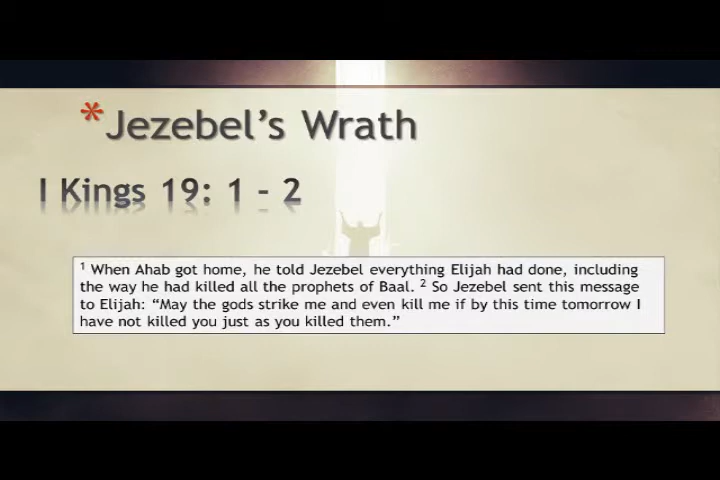 *Jezebel's Wrath
I Kings 19: 1 - 2
1 When Ahab got home, he told Jezebel everything Elijah had done, including
the way he had killed all the prophets of Baal. 2 So Jezebel sent this message
to Elijah: “May the gods strike me and even kill me if by this time tomorrow I
have not killed you just as you killed them.”